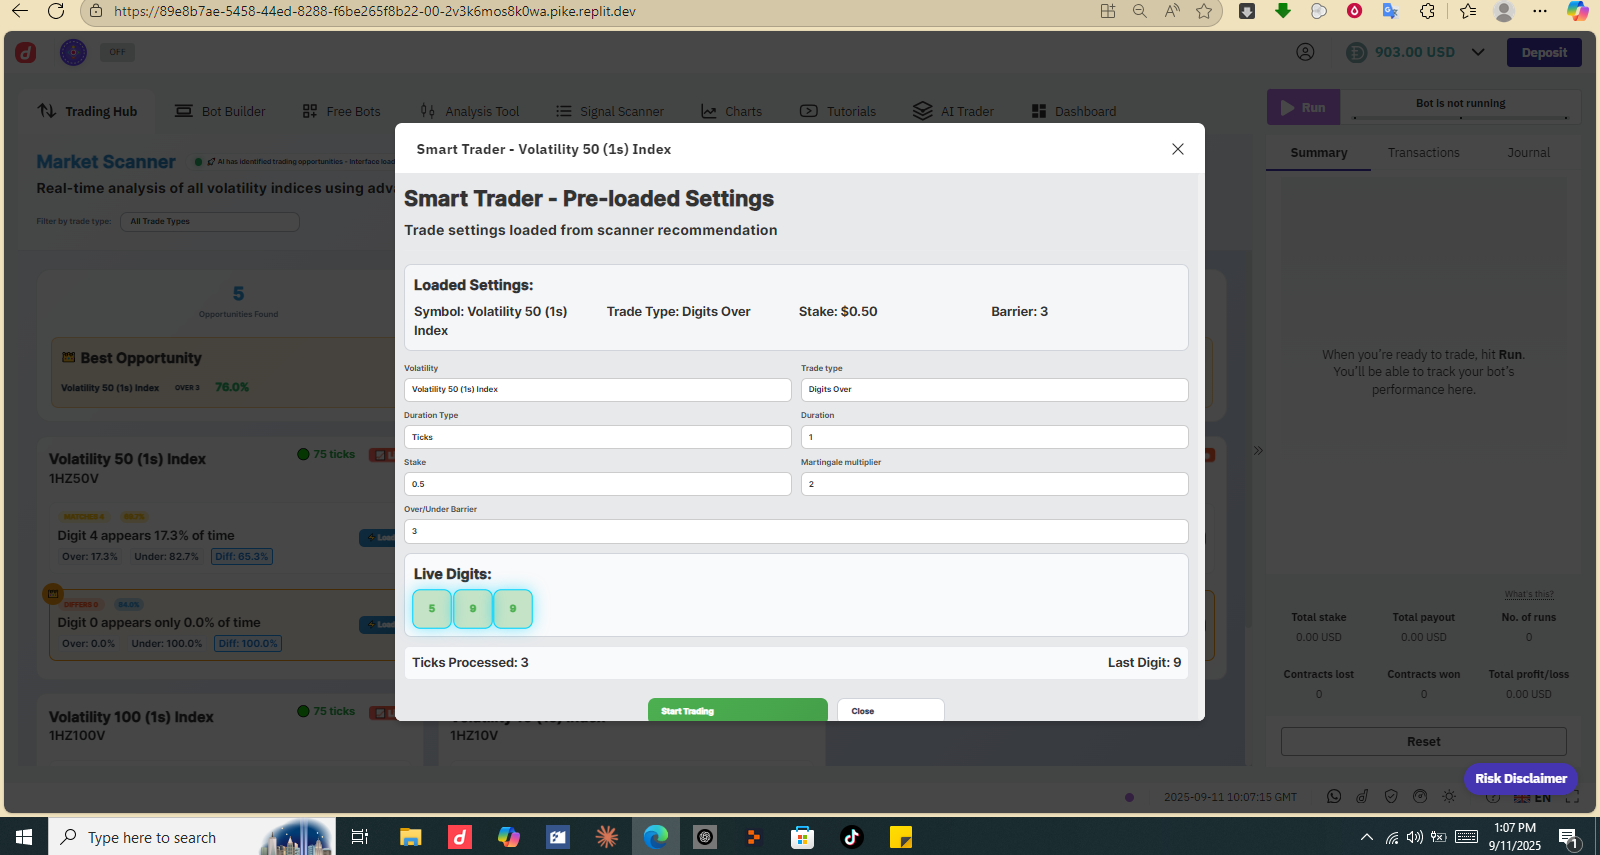 https://89e8b7ae-5458-44ed-8288-f6be265f8b22-00-2v3k6mos8k0wa.pike.replit.dev
OFF
903.00 USD
Deposit
Trading Hub
Bot Builder
Free Bots
Analysis Tool
Signal Scanner
Charts
Tutorials
AI Trader
Dashboard
Run
Bot is not running
Market Scanner
AI has identified trading opportunities - Interface load
Real-time analysis of all volatility indices using adva
Filter by trade type:
All Trade Types
5
Opportunities Found
Best Opportunity
Volatility 50 (1s) Index OVER 3 76.0%
Volatility 50 (1s) Index
75 ticks
1HZ50V
MATCHES 4
Digit 4 appears 17.3% of time
Over: 17.3% Under: 82.7% Diff: 65.3%
DIFFERS 0
Digit 0 appears only 0.0% of time
Over: 0.0% Under: 100.0% Diff: 100.0%
Volatility 100 (1s) Index
75 ticks
1HZ100V
1HZ10V
Smart Trader - Volatility 50 (1s) Index
Smart Trader - Pre-loaded Settings
Trade settings loaded from scanner recommendation
Loaded Settings:
Symbol: Volatility 50 (1s)
Index
Trade Type: Digits Over
Stake: $0.50
Barrier: 3
Volatility
Volatility 50 (1s) Index
Trade type
Digits Over
Duration Type
Ticks
Duration
1
Stake
0.5
Martingale multiplier
2
Over/Under Barrier
3
Live Digits:
5 9 9
Ticks Processed: 3
Last Digit: 9
Start Trading
Close
Summary
Transactions
Journal
When you're ready to trade, hit Run.
You'll be able to track your bot's
performance here.
What's this?
Total stake
Total payout
No. of runs
0.00 USD
0.00 USD
0
Contracts lost
Contracts won
Total profit/loss
0
0
0.00 USD
Reset
Risk Disclaimer
2025-09-11 10:07:15 GMT
EN
Type here to search
1:07 PM
9/11/2025
1